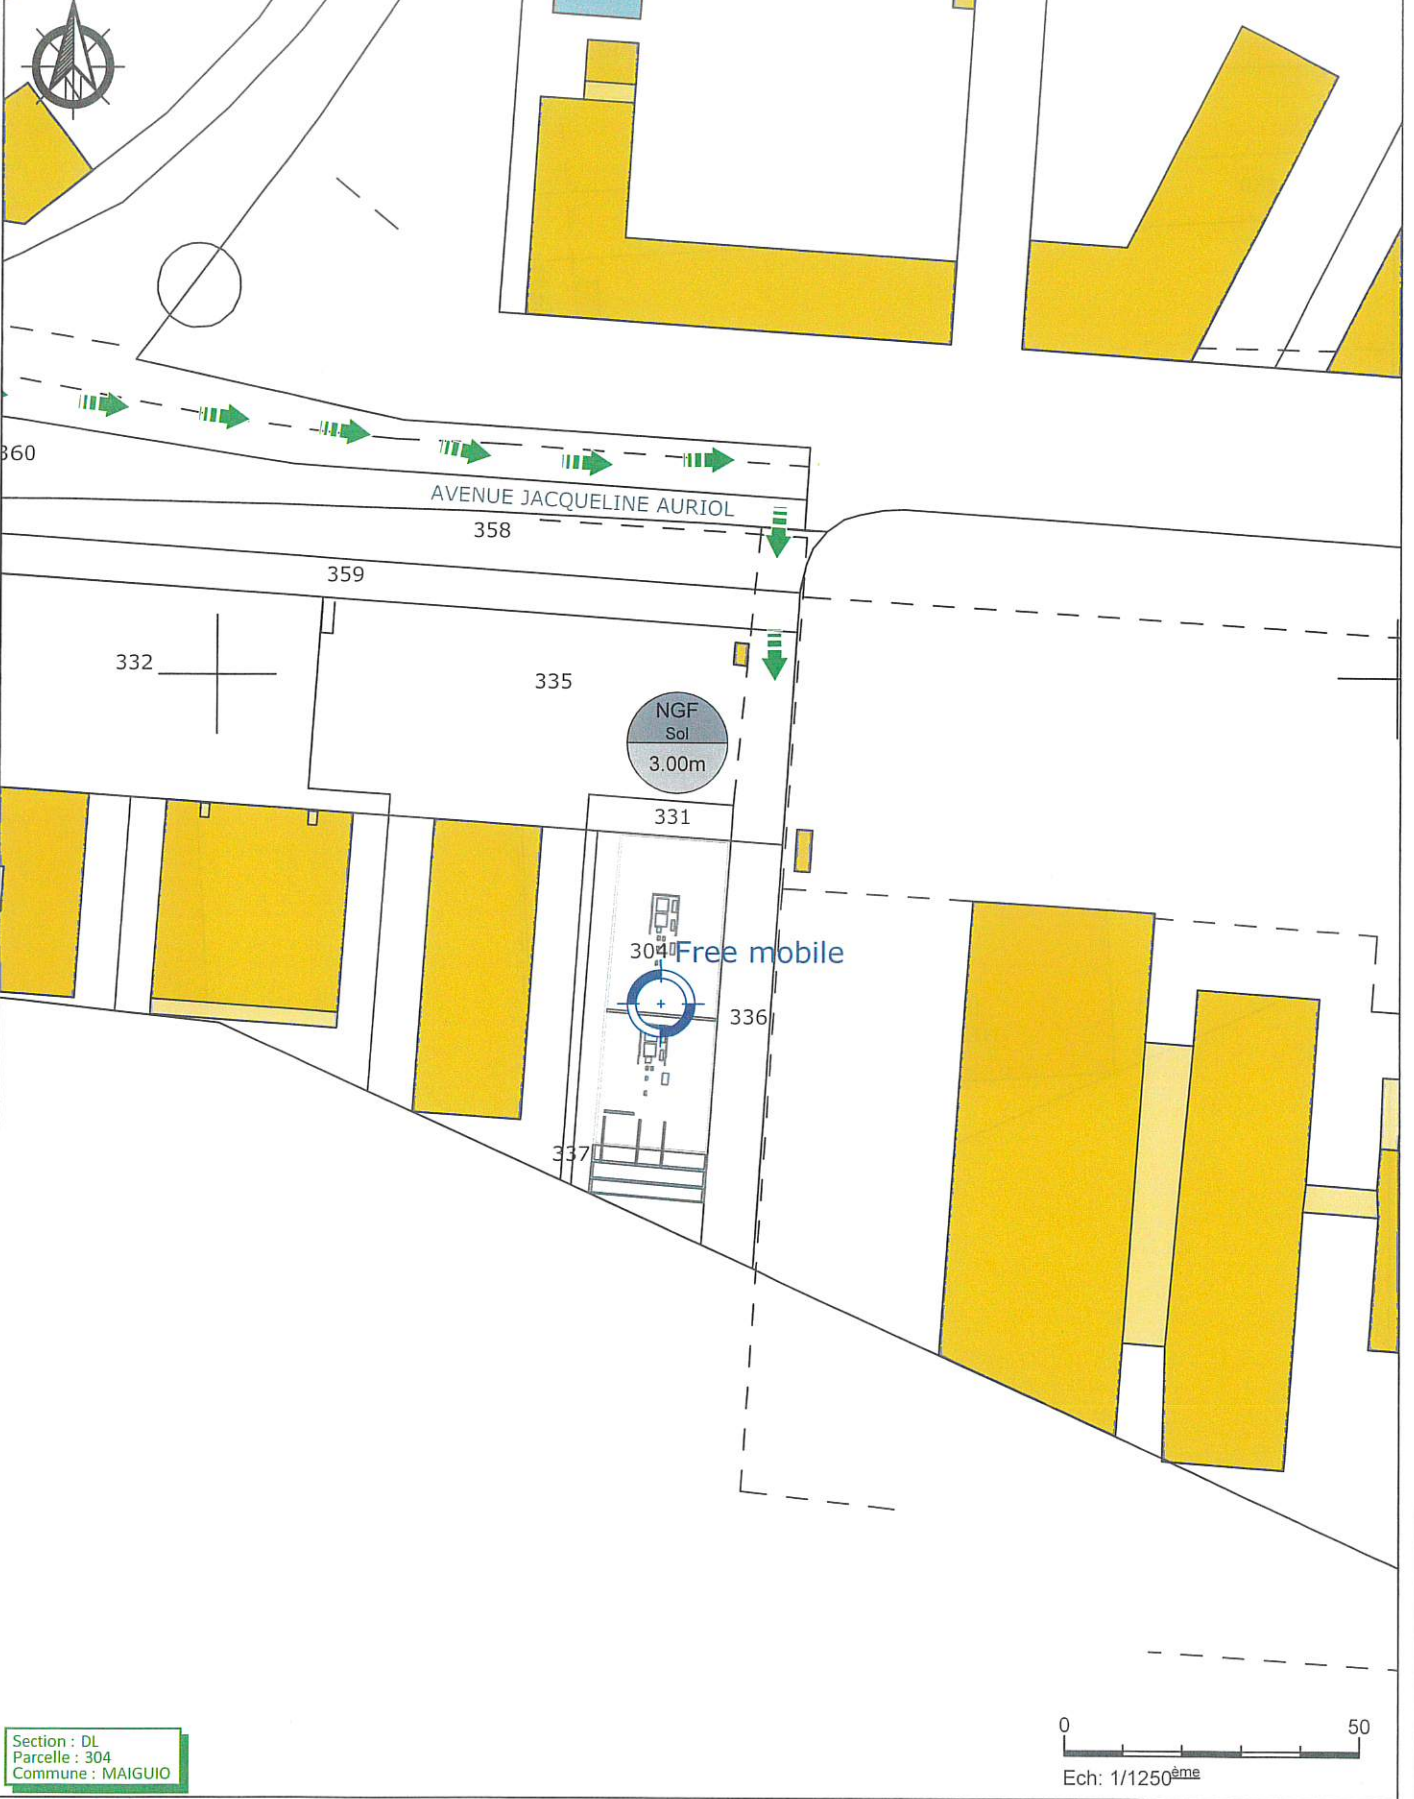 N
360
AVENUE JACQUELINE AURIOL
358
359
332
335
NGF
Sol
3.00m
331
304
Free mobile
336
337
Section : DL
Parcelle : 304
Commune : MAIGUIO
0 50
Ech: 1/1250ème